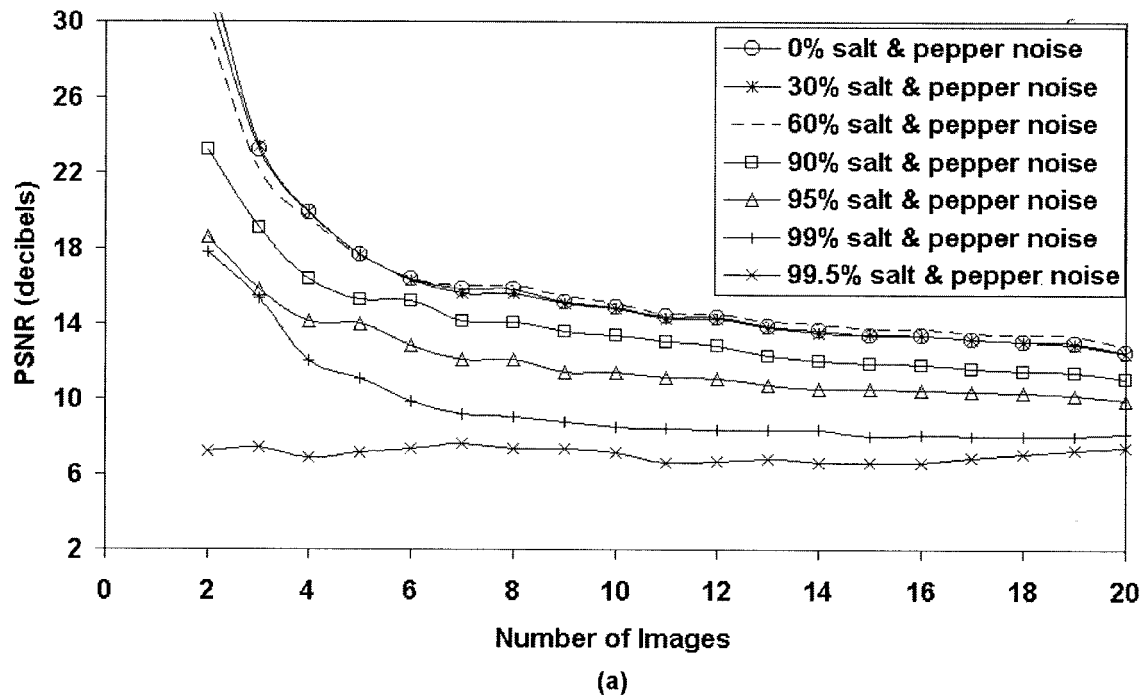 30
26
22
18
14
10
6
2
PSNR (decibels)
0% salt & pepper noise
30% salt & pepper noise
60% salt & pepper noise
90% salt & pepper noise
95% salt & pepper noise
99% salt & pepper noise
99.5% salt & pepper noise
0 2 4 6 8 10 12 14 16 18 20
Number of Images
(a)